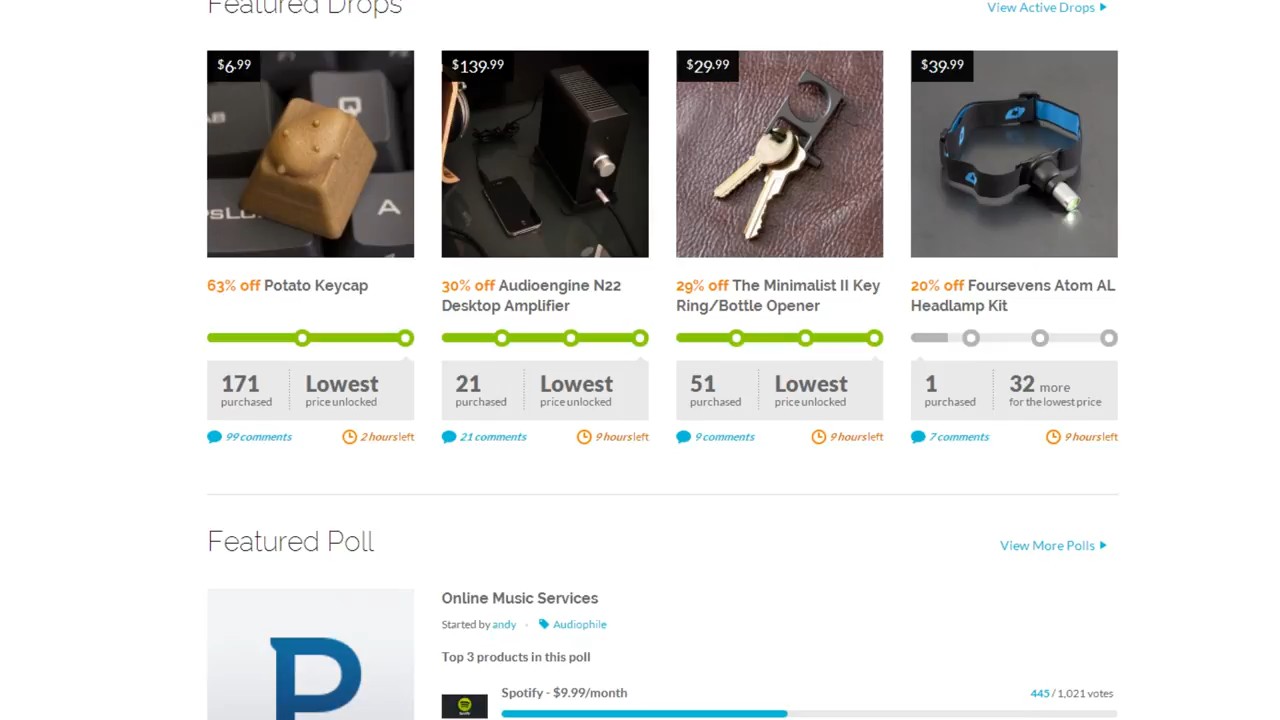 Featured Drops
View Active Drops
$6.99
$139.99
$29.99
$39.99
Q
A
63% off Potato Keycap
30% off Audioengine N22
Desktop Amplifier
29% off The Minimalist II Key
Ring/Bottle Opener
20% off Foursevens Atom AL
Headlamp Kit
171
purchased
Lowest
price unlocked
21
purchased
Lowest
price unlocked
51
purchased
Lowest
price unlocked
1
purchased
32 more
for the lowest price
99 comments
2 hours left
21 comments
9 hours left
9 comments
9 hours left
7 comments
9 hours left
Featured Poll
View More Polls
Online Music Services
Started by andy
Audiophile
Top 3 products in this poll
P
Spotify - $9.99/month
445 / 1,021 votes